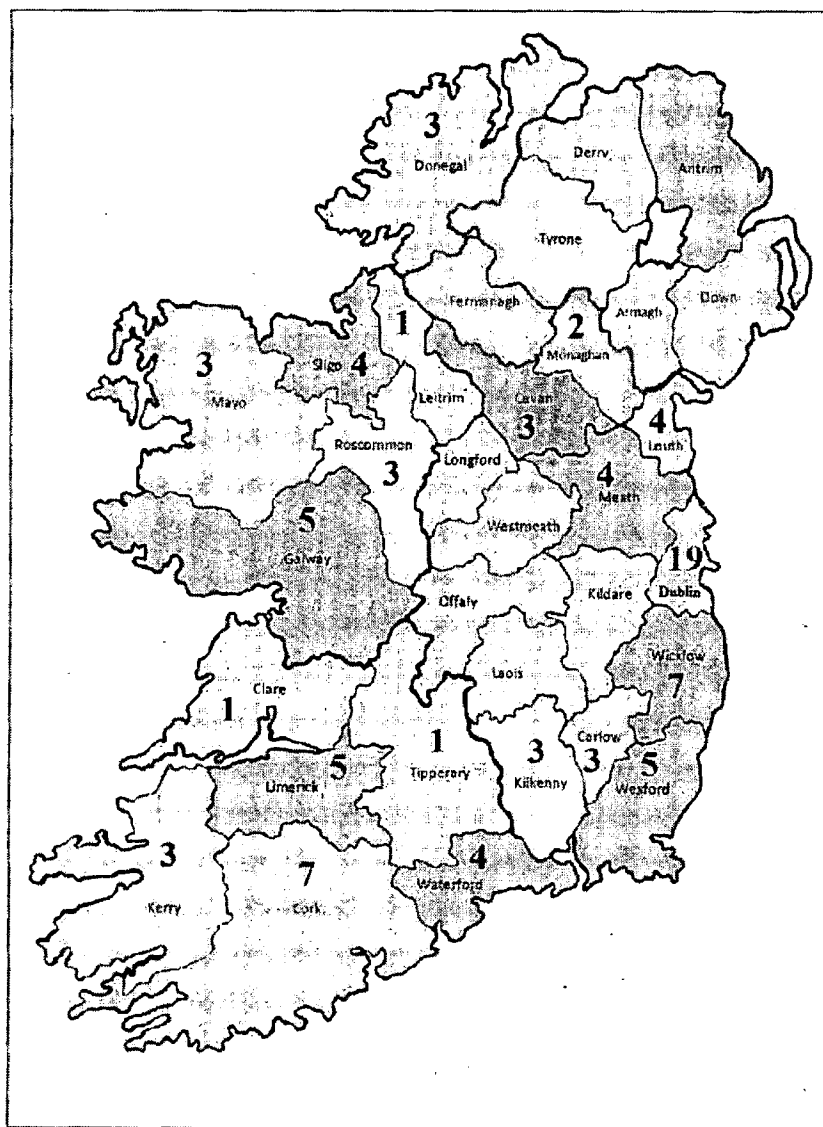 3
Donegal
Derry
Antrim
Tyrone
Fermanagh
Armagh
Down
1
2
Monaghan
3
Mayo
Sligo 4
Leitrim
Cavan
3
4
Louth
Roscommon
3
Longford
4
Meath
Westmeath
5
Galway
19
Dublin
Offaly
Kildare
Wicklow
7
Laois
Clare
1
1
Tipperary
3
Kilkenny
Carlow
3
5
Wexford
5
Limerick
4
Waterford
3
Kerry
7
Cork